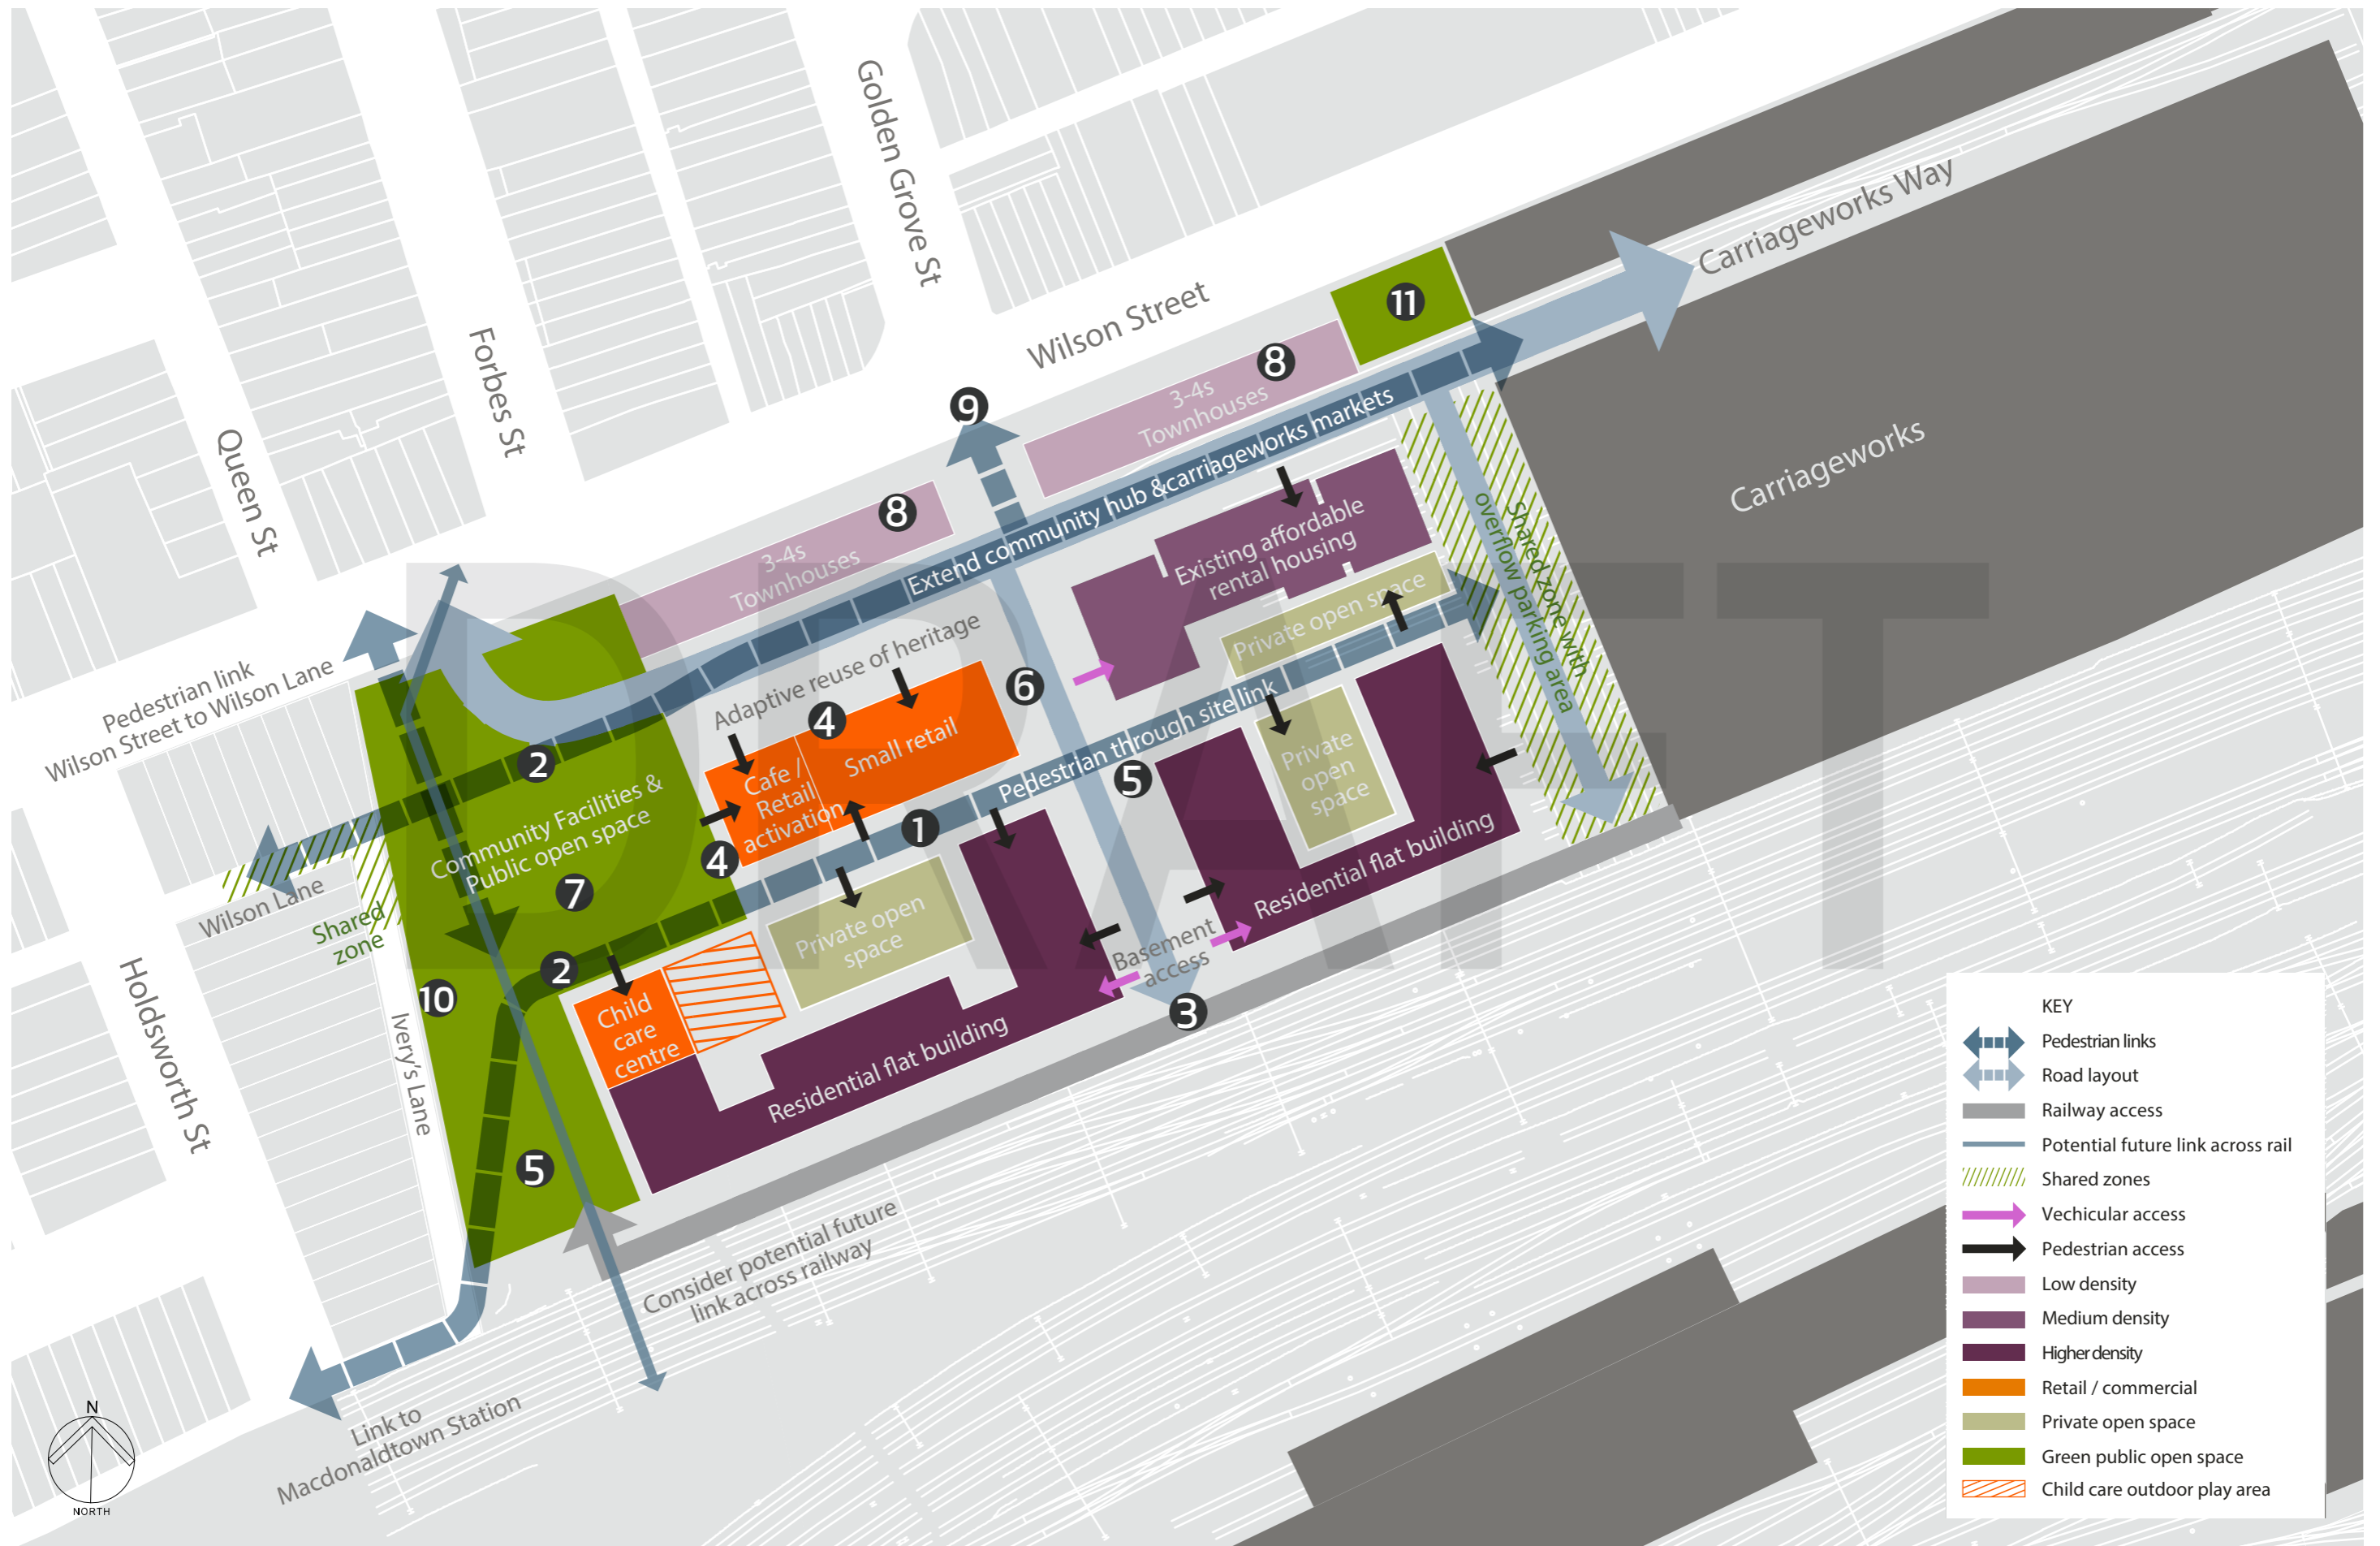 Golden Grove St
Forbes St
Queen St
Wilson Street
Carriageworks Way
Carriageworks
11
8
3-4s
Townhouses
9
8
3-4s
Townhouses
Extend community hub &carriageworks markets
Existing affordable
rental housing
Private open space
Shared zone with
overflow parking area
Pedestrian link
Wilson Street to Wilson Lane
Adaptive reuse of heritage
4
Small retail
6
Cafe /
Retail
activation
4
1
Pedestrian through site link
5
Private
open
space
Residential flat building
2
Community Facilities &
Public open space
7
Wilson Lane
Shared
zone
2
10
Private open
space
Basement
access
3
Child
care
centre
Residential flat building
Holdsworth St
Ivery's Lane
5
Consider potential future
link across railway
Link to
Macdonaldtown Station
N
NORTH
DRAFT
KEY
Pedestrian links
Road layout
Railway access
Potential future link across rail
Shared zones
Vechicular access
Pedestrian access
Low density
Medium density
Higher density
Retail / commercial
Private open space
Green public open space
Child care outdoor play area